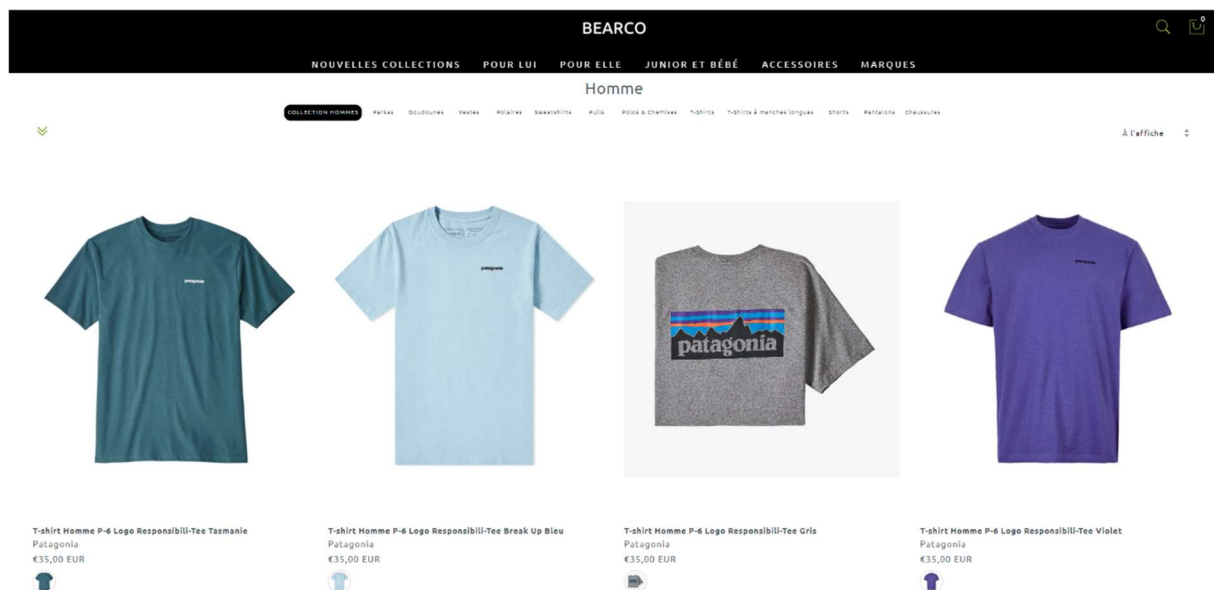 BEARCO
0
NOUVELLES COLLECTIONS POUR LUI POUR ELLE JUNIOR ET BÉBÉ ACCESSOIRES MARQUES
Homme
COLLECTION HOMMES Parkas Doudounes Vestes Polaires Sweatshirts Pulls Polos & Chemises T-Shirts T-Shirts à manches longues Shorts Pantalons Chaussures
À l'affiche
patagonia
patagonia
patagonia
patagonia
T-shirt Homme P-6 Logo Responsibili-Tee Tasmanie
Patagonia
€35,00 EUR
T-shirt Homme P-6 Logo Responsibili-Tee Break Up Bleu
Patagonia
€35,00 EUR
T-shirt Homme P-6 Logo Responsibili-Tee Gris
Patagonia
€35,00 EUR
T-shirt Homme P-6 Logo Responsibili-Tee Violet
Patagonia
€35,00 EUR